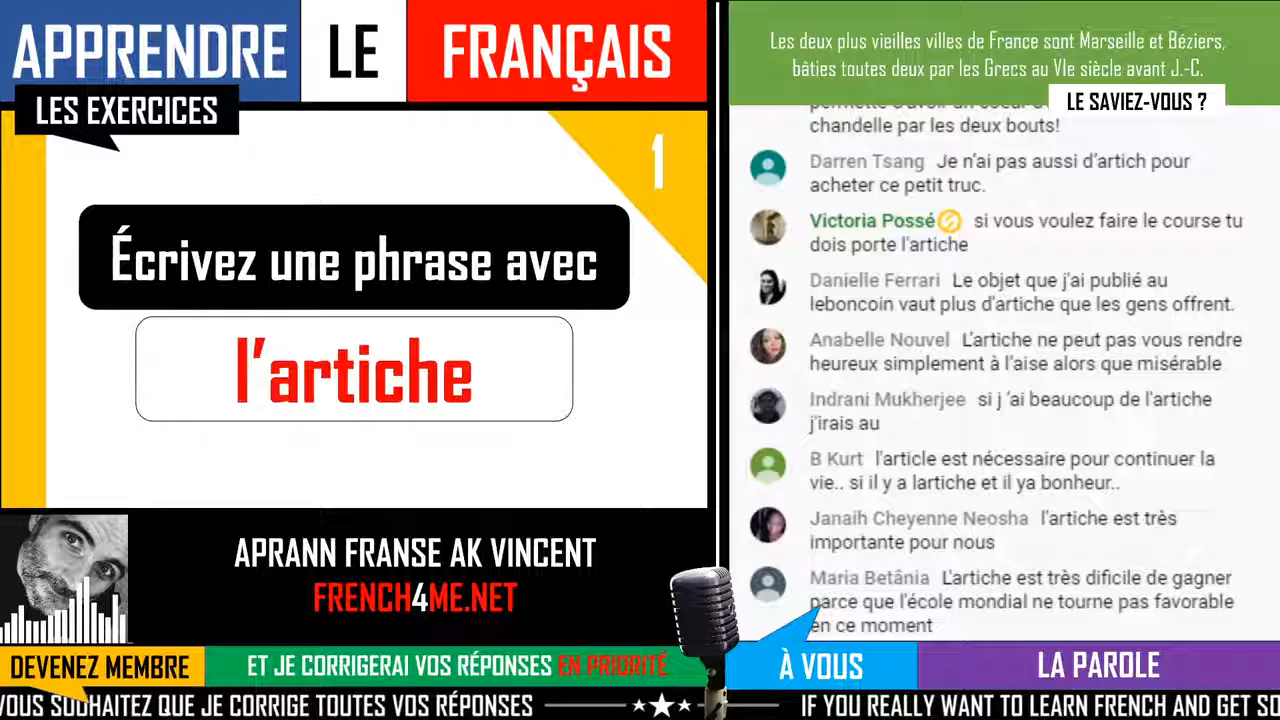 APPRENDRE LE FRANÇAIS
LES EXERCICES
1
Écrivez une phrase avec
l'artiche
APRANN FRANSE AK VINCENT
FRENCH4ME.NET
DEVENEZ MEMBRE
ET JE CORRIGERAI VOS RÉPONSES EN PRIORITÉ
Les deux plus vieilles villes de France sont Marseille et Béziers,
bâties toutes deux par les Grecs au VIe siècle avant J.-C.
LE SAVIEZ-VOUS ?
chandelle par les deux bouts!
Darren Tsang Je n'ai pas aussi d'artich pour
acheter ce petit truc.
Victoria Possé si vous voulez faire le course tu
dois porte l'artiche
Danielle Ferrari Le objet que j'ai publié au
leboncoin vaut plus d'artiche que les gens offrent.
Anabelle Nouvel L'artiche ne peut pas vous rendre
heureux simplement à l'aise alors que misérable
Indrani Mukherjee si j 'ai beaucoup de l'artiche
j'irais au
B Kurt l'article est nécessaire pour continuer la
vie.. si il y a lartiche et il ya bonheur..
Janaih Cheyenne Neosha l'artiche est très
importante pour nous
Maria Betânia L'artiche est très dificile de gagner
parce que l'école mondial ne tourne pas favorable
en ce moment
À VOUS
LA PAROLE
VOUS SOUHAITEZ QUE JE CORRIGE TOUTES VOS RÉPONSES
IF YOU REALLY WANT TO LEARN FRENCH AND GET